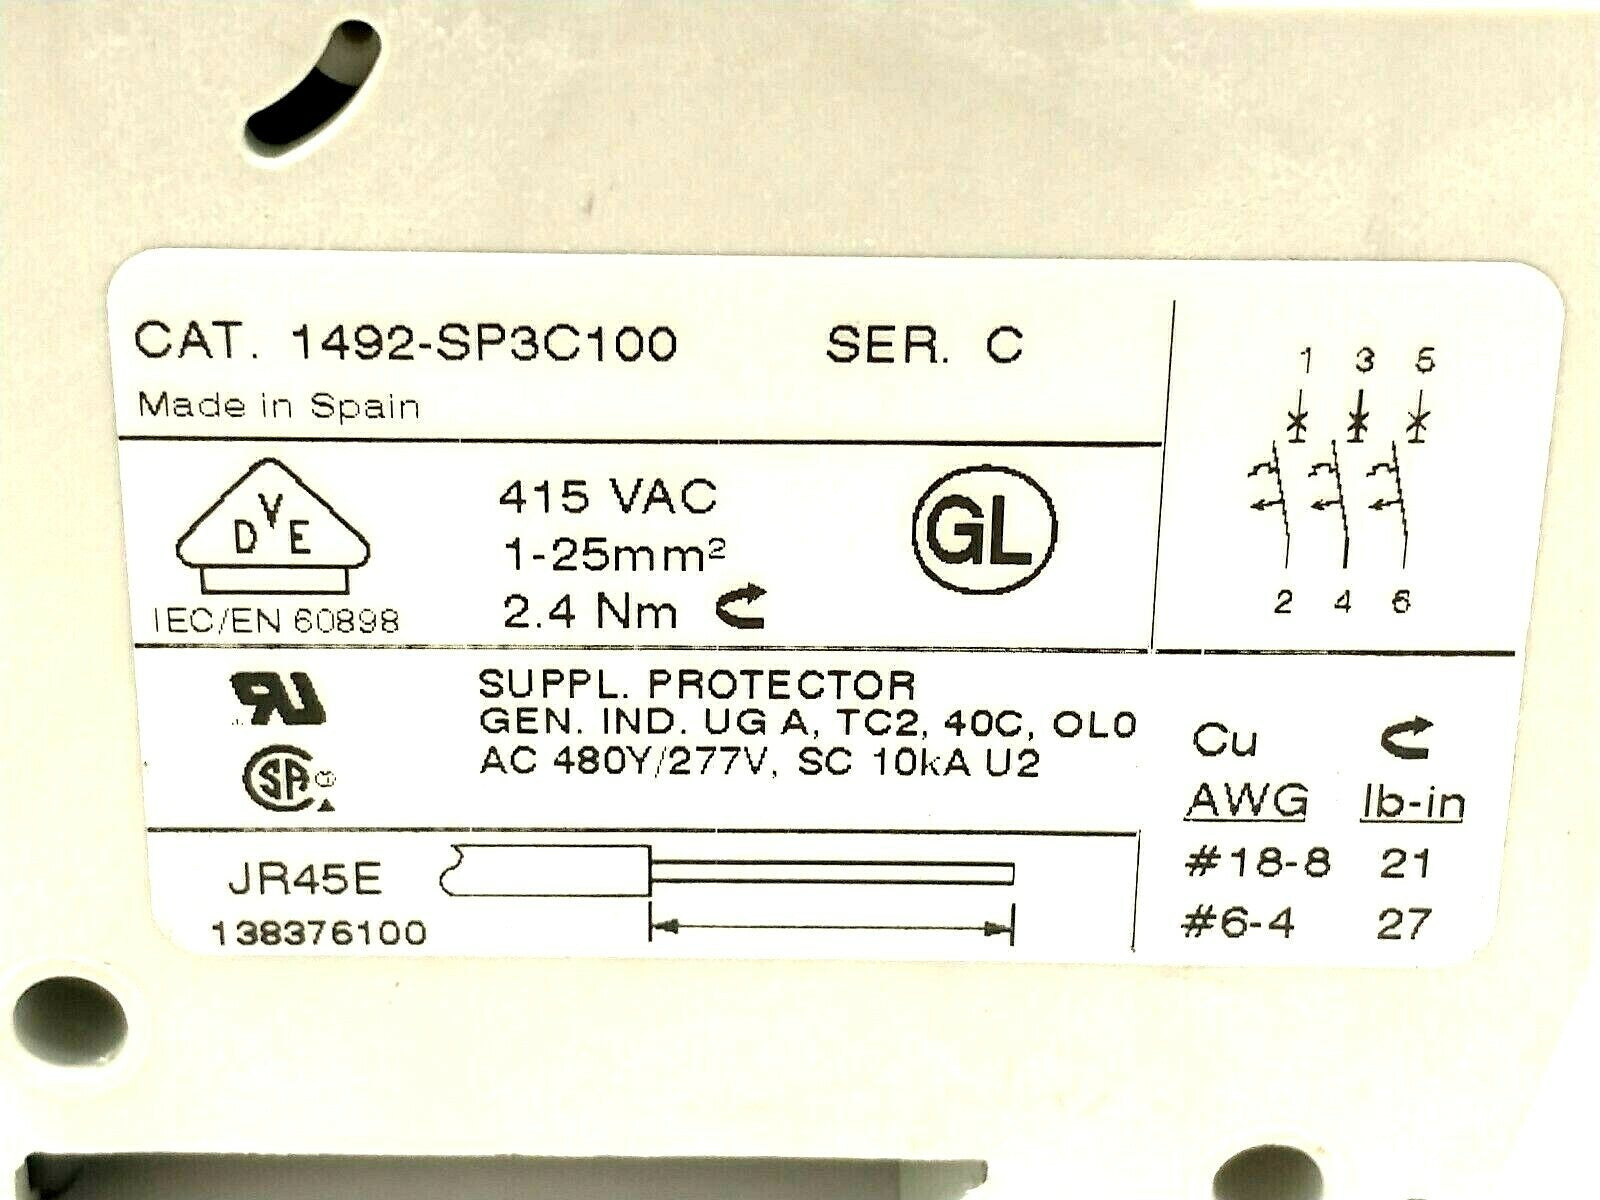 CAT. 1492-SP3C100 SER. C
Made in Spain
1 3 5
2 4 6
DVE
IEC/EN 60898
415 VAC
1-25mm²
2.4 Nm
GL
SUPPL. PROTECTOR
GEN. IND. UG A, TC2, 40C, OL0
AC 480Y/277V, SC 10kA U2
Cu
AWG lb-in
#18-8 21
#6-4 27
JR45E
138376100